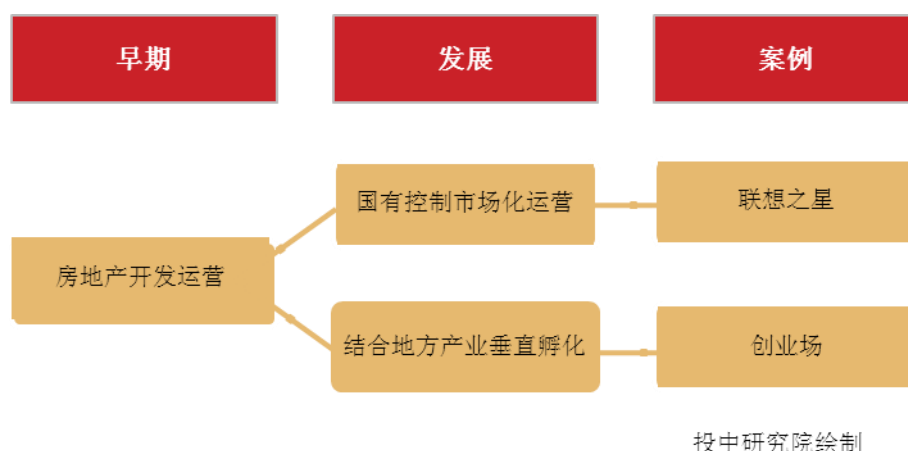 早期
发展
案例
国有控制市场化运营
联想之星
房地产开发运营
结合地方产业垂直孵化
创业场
投中研究院绘制